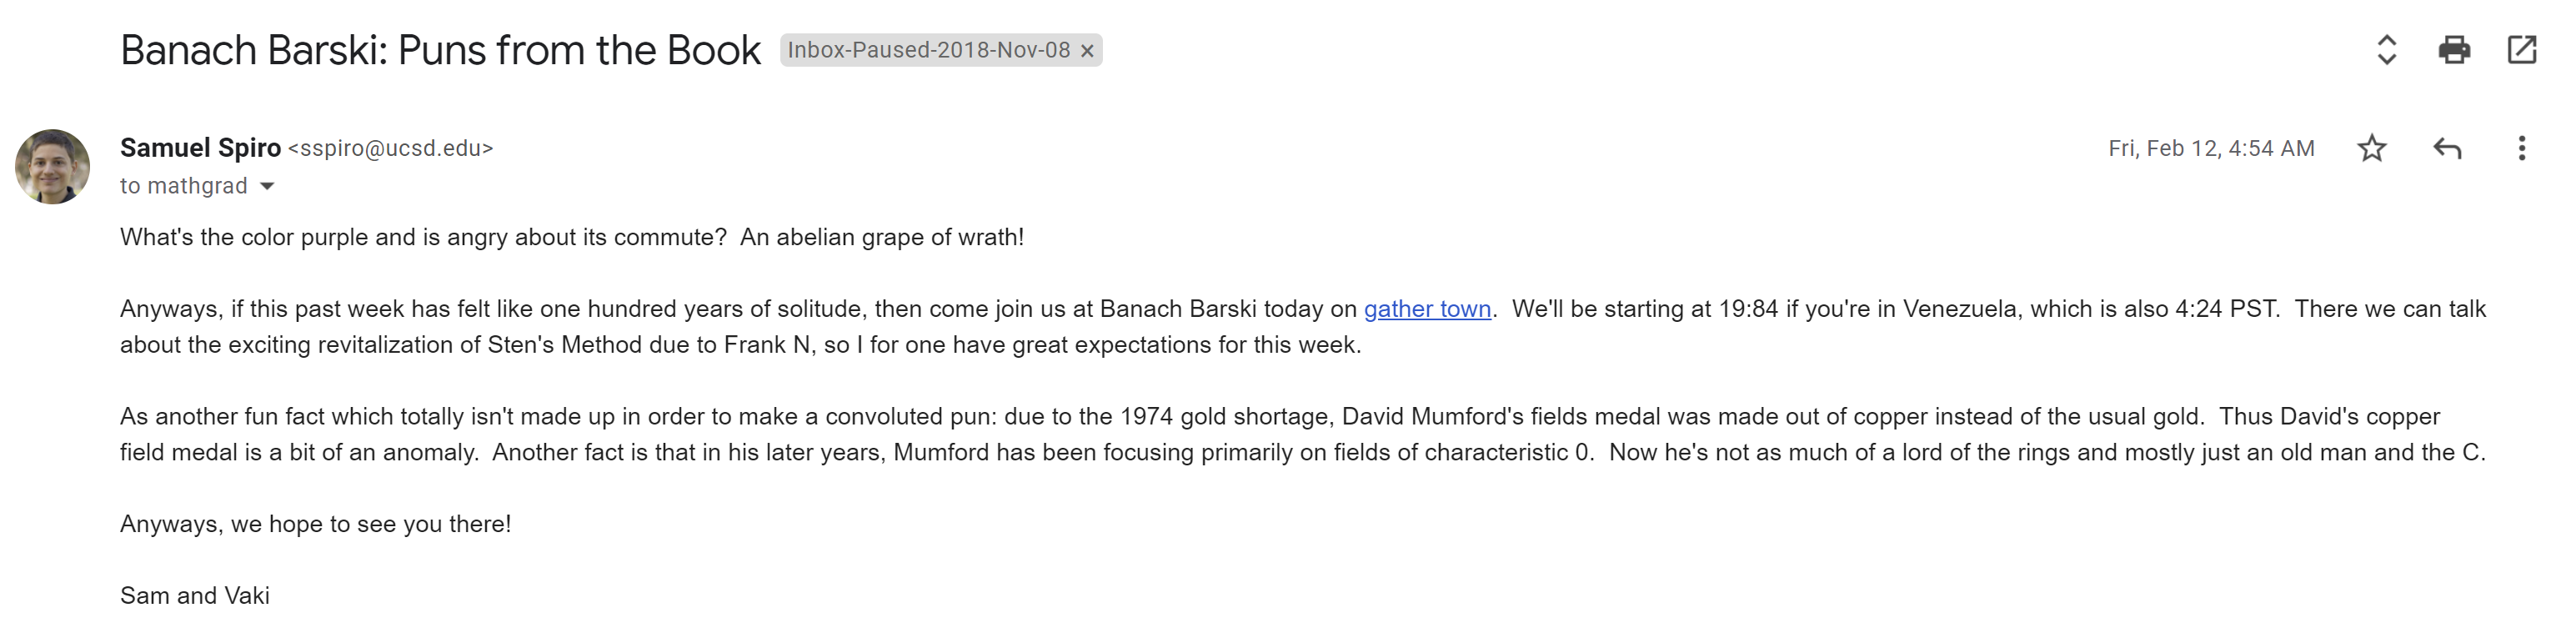 Banach Barski: Puns from the Book Inbox-Paused-2018-Nov-08 ×
Samuel Spiro <sspiro@ucsd.edu> Fri, Feb 12, 4:54 AM
to mathgrad
What's the color purple and is angry about its commute?  An abelian grape of wrath!
Anyways, if this past week has felt like one hundred years of solitude, then come join us at Banach Barski today on gather town.  We'll be starting at 19:84 if you're in Venezuela, which is also 4:24 PST.  There we can talk
about the exciting revitalization of Sten's Method due to Frank N, so I for one have great expectations for this week.
As another fun fact which totally isn't made up in order to make a convoluted pun: due to the 1974 gold shortage, David Mumford's fields medal was made out of copper instead of the usual gold.  Thus David's copper
field medal is a bit of an anomaly.  Another fact is that in his later years, Mumford has been focusing primarily on fields of characteristic 0.  Now he's not as much of a lord of the rings and mostly just an old man and the C.
Anyways, we hope to see you there!
Sam and Vaki